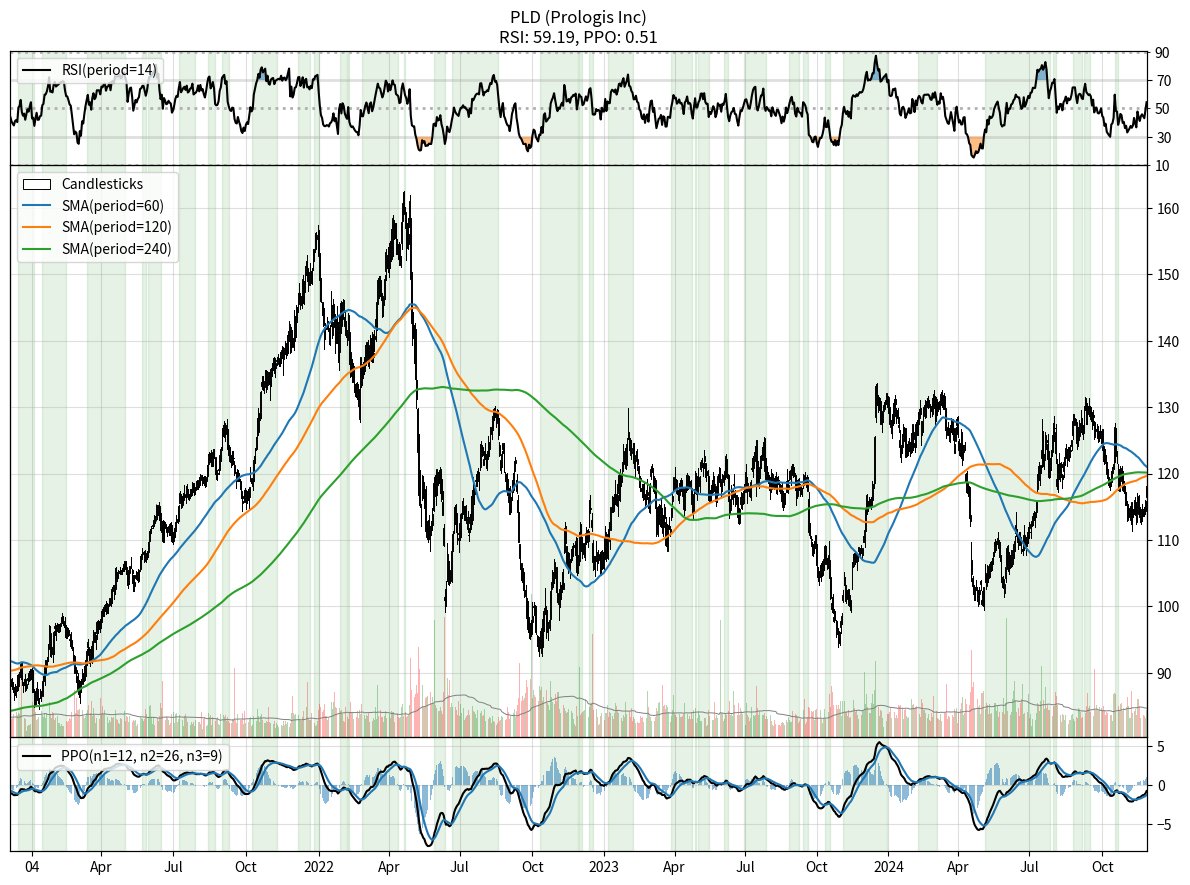 PLD (Prologis Inc)
RSI: 59.19, PPO: 0.51
RSI(period=14)
90
70
50
30
10
Candlesticks
SMA(period=60)
SMA(period=120)
SMA(period=240)
160
150
140
130
120
110
100
90
PPO(n1=12, n2=26, n3=9)
5
0
−5
04 Apr Jul Oct 2022 Apr Jul Oct 2023 Apr Jul Oct 2024 Apr Jul Oct